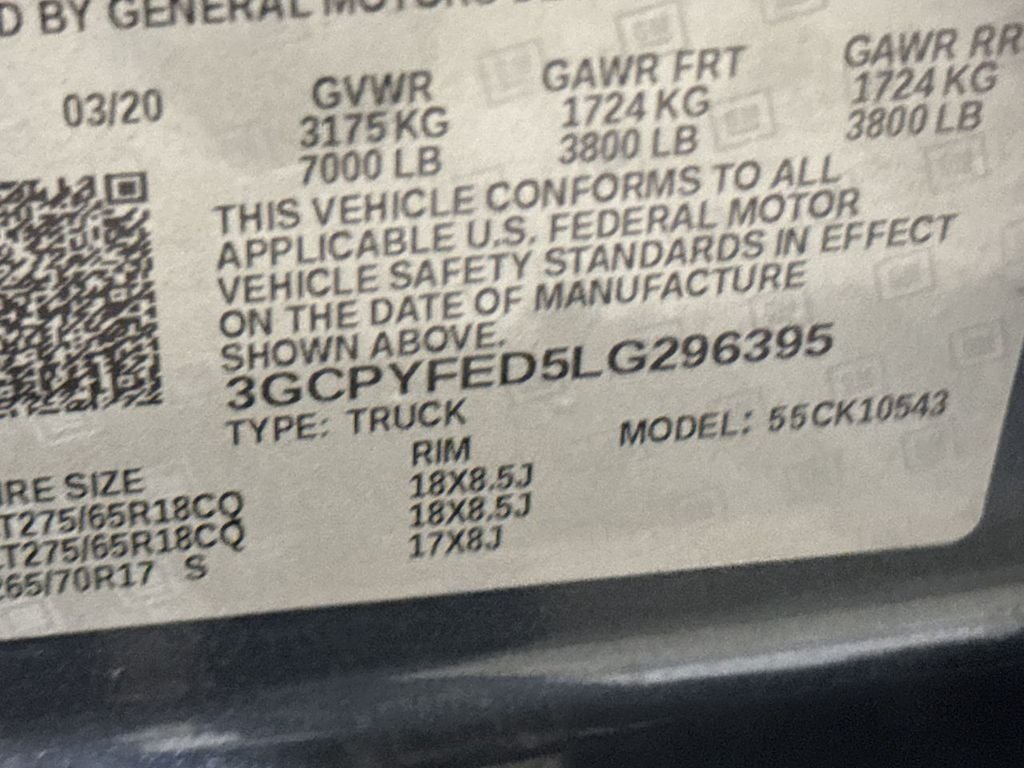 D BY GENERAL MOTORS
03/20 GVWR GAWR FRT GAWR RR
3175 KG 1724 KG 1724 KG
7000 LB 3800 LB 3800 LB
THIS VEHICLE CONFORMS TO ALL
APPLICABLE U.S. FEDERAL MOTOR
VEHICLE SAFETY STANDARDS IN EFFECT
ON THE DATE OF MANUFACTURE
SHOWN ABOVE.
3GCPYFED5LG296395
TYPE: TRUCK MODEL: 55CK10543
IRE SIZE RIM
T275/65R18CQ 18X8.5J
LT275/65R18CQ 18X8.5J
265/70R17 S 17X8J